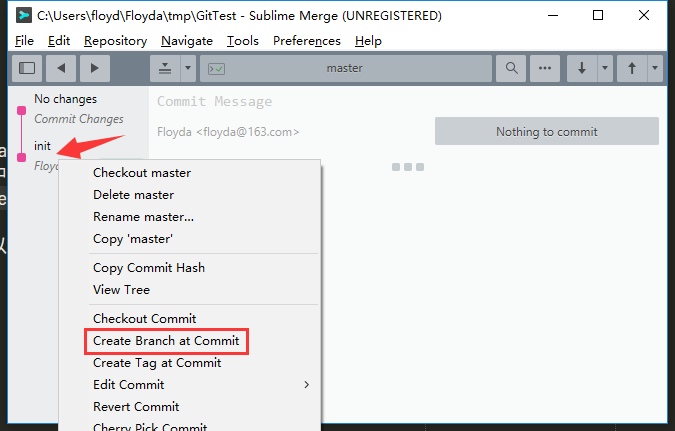 C:\Users\floyd\Floyda\tmp\GitTest - Sublime Merge (UNREGISTERED)
File Edit Repository Navigate Tools Preferences Help
master
No changes
Commit Changes
Commit Message
Floyda <floyda@163.com>
Nothing to commit
init
Checkout master
Delete master
Rename master...
Copy 'master'
Copy Commit Hash
View Tree
Checkout Commit
Create Branch at Commit
Create Tag at Commit
Edit Commit
Revert Commit
Cherry Pick Commit